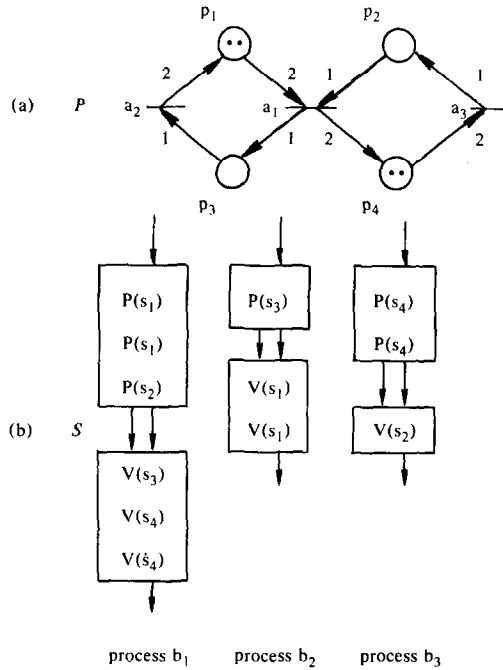 p1 p2
2 2 1 1
(a) P a2 a1 a3
1 1 2 2
p3 p4
P(s1) P(s3) P(s4)
P(s1) P(s4)
P(s2)
V(s1)
V(s1) V(s2)
(b) S
V(s3)
V(s4)
V(s4)
process b1 process b2 process b3